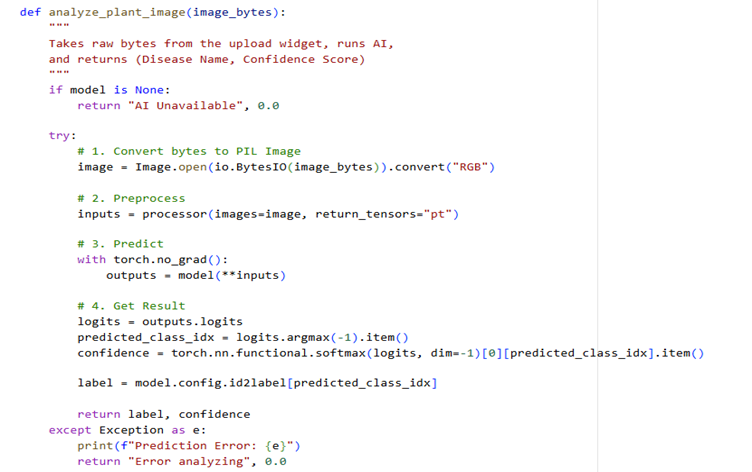 def analyze_plant_image(image_bytes):
    """
    Takes raw bytes from the upload widget, runs AI,
    and returns (Disease Name, Confidence Score)
    """
    if model is None:
        return "AI Unavailable", 0.0

    try:
        # 1. Convert bytes to PIL Image
        image = Image.open(io.BytesIO(image_bytes)).convert("RGB")

        # 2. Preprocess
        inputs = processor(images=image, return_tensors="pt")

        # 3. Predict
        with torch.no_grad():
            outputs = model(**inputs)

        # 4. Get Result
        logits = outputs.logits
        predicted_class_idx = logits.argmax(-1).item()
        confidence = torch.nn.functional.softmax(logits, dim=-1)[0][predicted_class_idx].item()

        label = model.config.id2label[predicted_class_idx]

        return label, confidence
    except Exception as e:
        print(f"Prediction Error: {e}")
        return "Error analyzing", 0.0